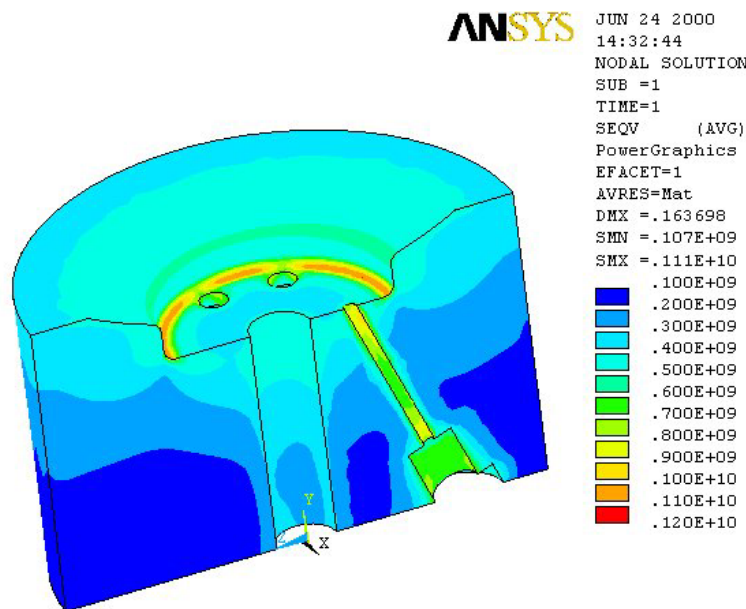 ANSYS
JUN 24 2000
14:32:44
NODAL SOLUTION
SUB =1
TIME=1
SEQV (AVG)
PowerGraphics
EFACET=1
AVRES=Mat
DMX =.163698
SMN =.107E+09
SMX =.111E+10
.100E+09
.200E+09
.300E+09
.400E+09
.500E+09
.600E+09
.700E+09
.800E+09
.900E+09
.100E+10
.110E+10
.120E+10
Y
Z
X